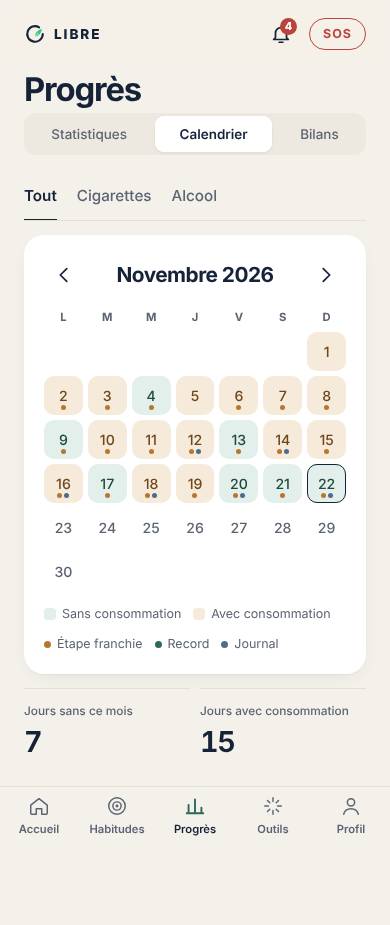 LIBRE
4
SOS
Progrès
Statistiques Calendrier Bilans
Tout Cigarettes Alcool
Novembre 2026
L M M J V S D
1
2 3 4 5 6 7 8
9 10 11 12 13 14 15
16 17 18 19 20 21 22
23 24 25 26 27 28 29
30
Sans consommation Avec consommation
Étape franchie Record Journal
Jours sans ce mois Jours avec consommation
7 15
Accueil Habitudes Progrès Outils Profil